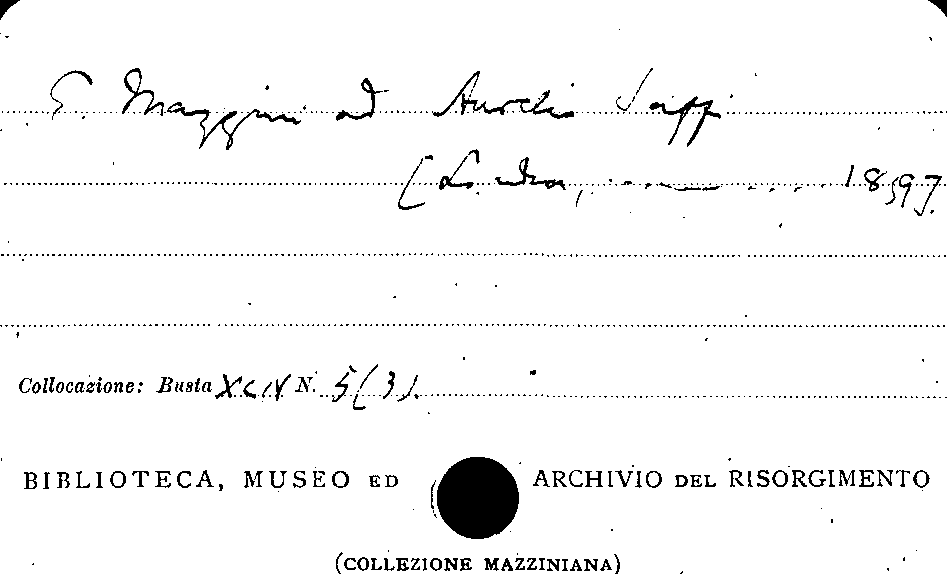 G. Mazzini ad Aurelio Saffi
[Londra, ... — ... 1859].
Collocazione: Busta XCIV N. 5(3).
BIBLIOTECA, MUSEO ED ARCHIVIO DEL RISORGIMENTO
(COLLEZIONE MAZZINIANA)